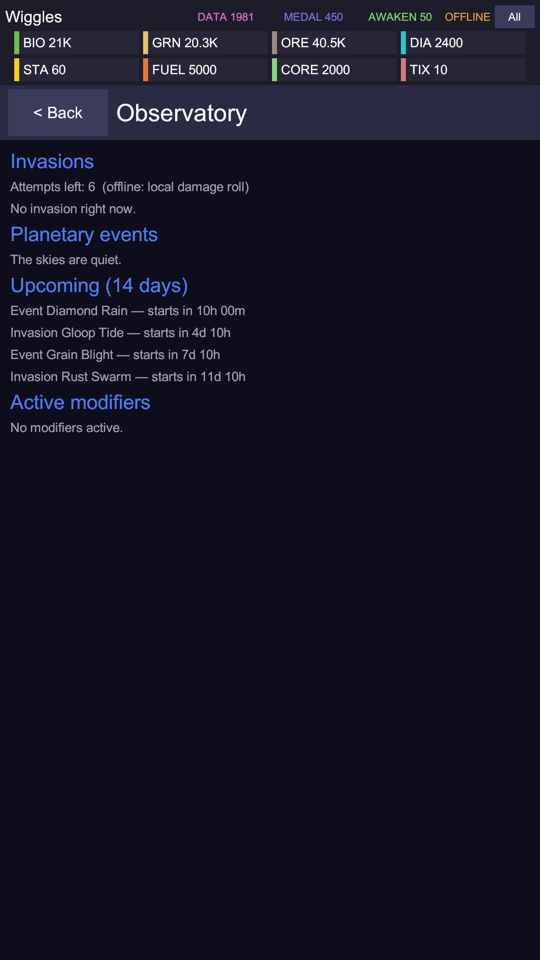 Wiggles DATA 1981 MEDAL 450 AWAKEN 50 OFFLINE All
BIO 21K GRN 20.3K ORE 40.5K DIA 2400
STA 60 FUEL 5000 CORE 2000 TIX 10
< Back Observatory
Invasions
Attempts left: 6 (offline: local damage roll)
No invasion right now.
Planetary events
The skies are quiet.
Upcoming (14 days)
Event Diamond Rain — starts in 10h 00m
Invasion Gloop Tide — starts in 4d 10h
Event Grain Blight — starts in 7d 10h
Invasion Rust Swarm — starts in 11d 10h
Active modifiers
No modifiers active.